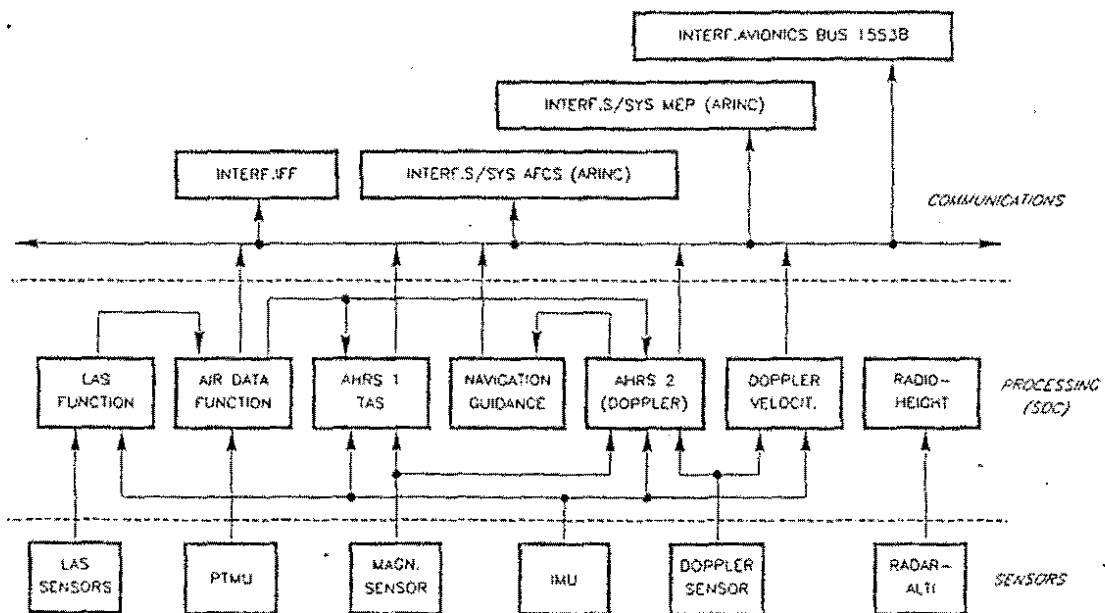 INTERF.AVIONICS BUS 1553B
INTERF.S/SYS MEP (ARINC)
INTERF.IFF
INTERF.S/SYS AFCS (ARINC)
COMMUNICATIONS
LAS
FUNCTION
AIR DATA
FUNCTION
AHRS 1
TAS
NAVIGATION
GUIDANCE
AHRS 2
(DOPPLER)
DOPPLER
VELOCIT.
RADIO-
HEIGHT
PROCESSING
(SDC)
LAS
SENSORS
PTMU
MAGN.
SENSOR
IMU
DOPPLER
SENSOR
RADAR-
ALTI
SENSORS